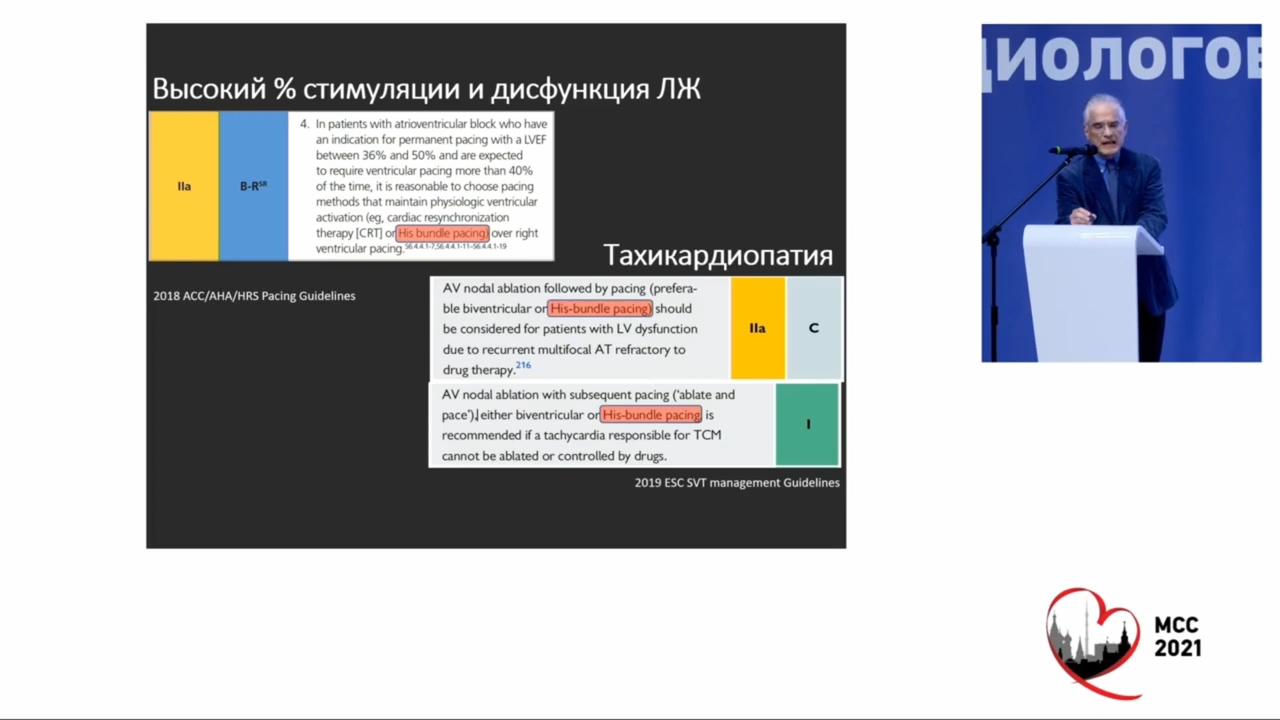 Высокий % стимуляции и дисфункция ЛЖ
IIa
B-R^SR
4. In patients with atrioventricular block who have
an indication for permanent pacing with a LVEF
between 36% and 50% and are expected
to require ventricular pacing more than 40%
of the time, it is reasonable to choose pacing
methods that maintain physiologic ventricular
activation (eg, cardiac resynchronization
therapy [CRT] or His bundle pacing) over right
ventricular pacing.
2018 ACC/AHA/HRS Pacing Guidelines
Тахикардиопатия
AV nodal ablation followed by pacing (prefera-
ble biventricular or His-bundle pacing) should
be considered for patients with LV dysfunction
due to recurrent multifocal AT refractory to
drug therapy.216
IIa
C
AV nodal ablation with subsequent pacing (‘ablate and
pace’), either biventricular or His-bundle pacing, is
recommended if a tachycardia responsible for TCM
cannot be ablated or controlled by drugs.
I
2019 ESC SVT management Guidelines
ДИОЛОГОВ
МСС
2021